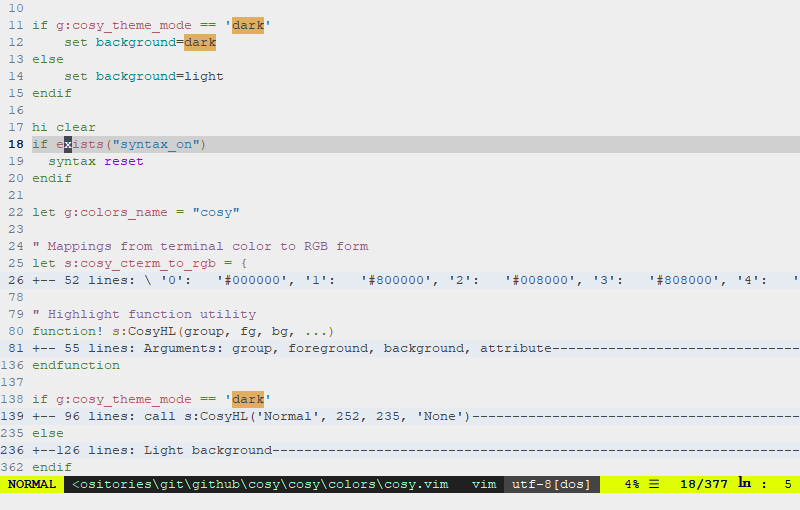 10
11 if g:cosy_theme_mode == 'dark'
12     set background=dark
13 else
14     set background=light
15 endif
16
17 hi clear
18 if exists("syntax_on")
19   syntax reset
20 endif
21
22 let g:colors_name = "cosy"
23
24 " Mappings from terminal color to RGB form
25 let s:cosy_cterm_to_rgb = {
26 +-- 52 lines: \ '0':   '#000000', '1':   '#800000', '2':   '#008000', '3':   '#808000', '4':   '
78
79 " Highlight function utility
80 function! s:CosyHL(group, fg, bg, ...)
81 +-- 55 lines: Arguments: group, foreground, background, attribute-------------------------------
136 endfunction
137
138 if g:cosy_theme_mode == 'dark'
139 +-- 96 lines: call s:CosyHL('Normal', 252, 235, 'None')-----------------------------------------
235 else
236 +--126 lines: Light background------------------------------------------------------------------
362 endif
NORMAL <ositories\git\github\cosy\cosy\colors\cosy.vim   vim  utf-8[dos]   4% ☰  18/377 ln :  5